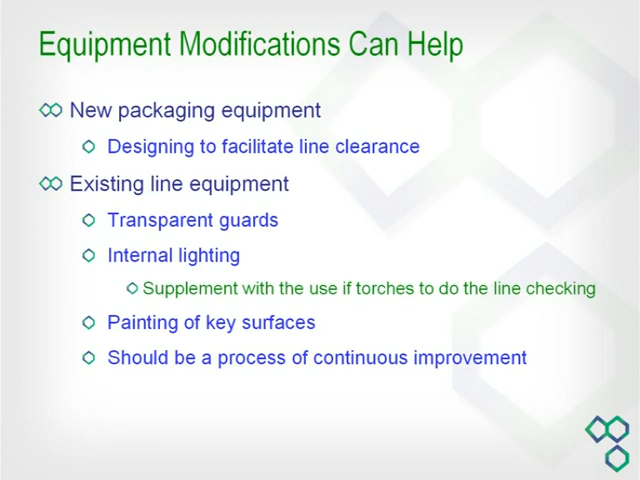 Equipment Modifications Can Help
New packaging equipment
Designing to facilitate line clearance
Existing line equipment
Transparent guards
Internal lighting
Supplement with the use if torches to do the line checking
Painting of key surfaces
Should be a process of continuous improvement